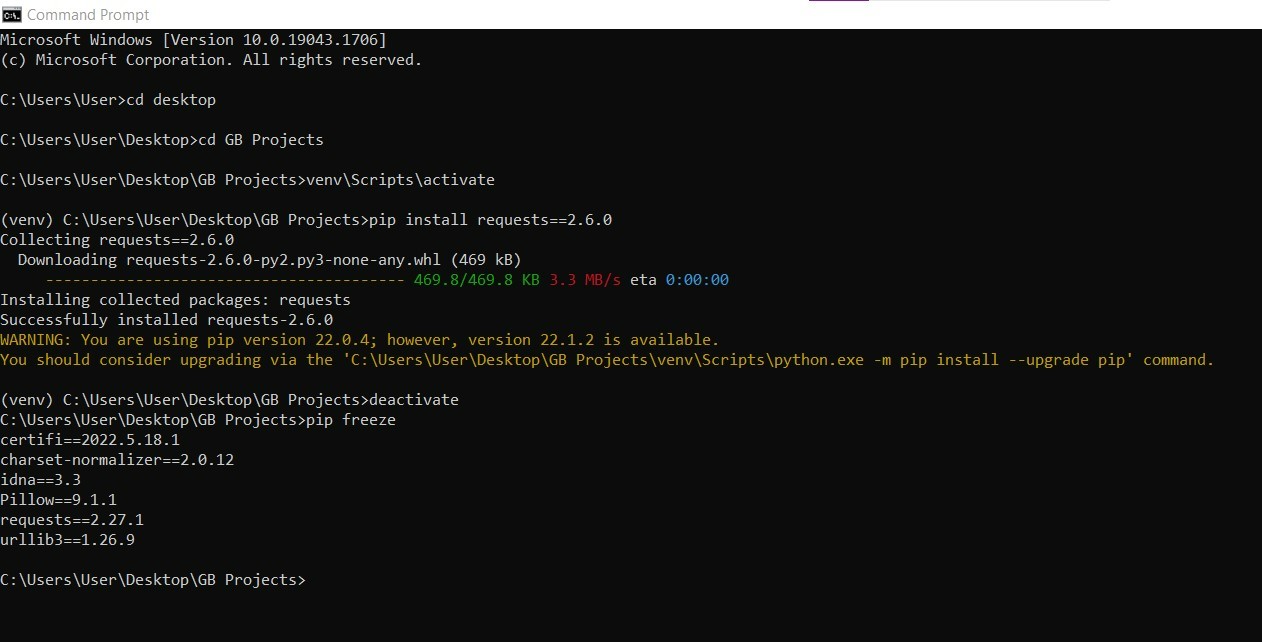 Command Prompt
Microsoft Windows [Version 10.0.19043.1706]
(c) Microsoft Corporation. All rights reserved.
C:\Users\User>cd desktop
C:\Users\User\Desktop>cd GB Projects
C:\Users\User\Desktop\GB Projects>venv\Scripts\activate
(venv) C:\Users\User\Desktop\GB Projects>pip install requests==2.6.0
Collecting requests==2.6.0
  Downloading requests-2.6.0-py2.py3-none-any.whl (469 kB)
     ---------------------------------------- 469.8/469.8 KB 3.3 MB/s eta 0:00:00
Installing collected packages: requests
Successfully installed requests-2.6.0
WARNING: You are using pip version 22.0.4; however, version 22.1.2 is available.
You should consider upgrading via the 'C:\Users\User\Desktop\GB Projects\venv\Scripts\python.exe -m pip install --upgrade pip' command.
(venv) C:\Users\User\Desktop\GB Projects>deactivate
C:\Users\User\Desktop\GB Projects>pip freeze
certifi==2022.5.18.1
charset-normalizer==2.0.12
idna==3.3
Pillow==9.1.1
requests==2.27.1
urllib3==1.26.9
C:\Users\User\Desktop\GB Projects>